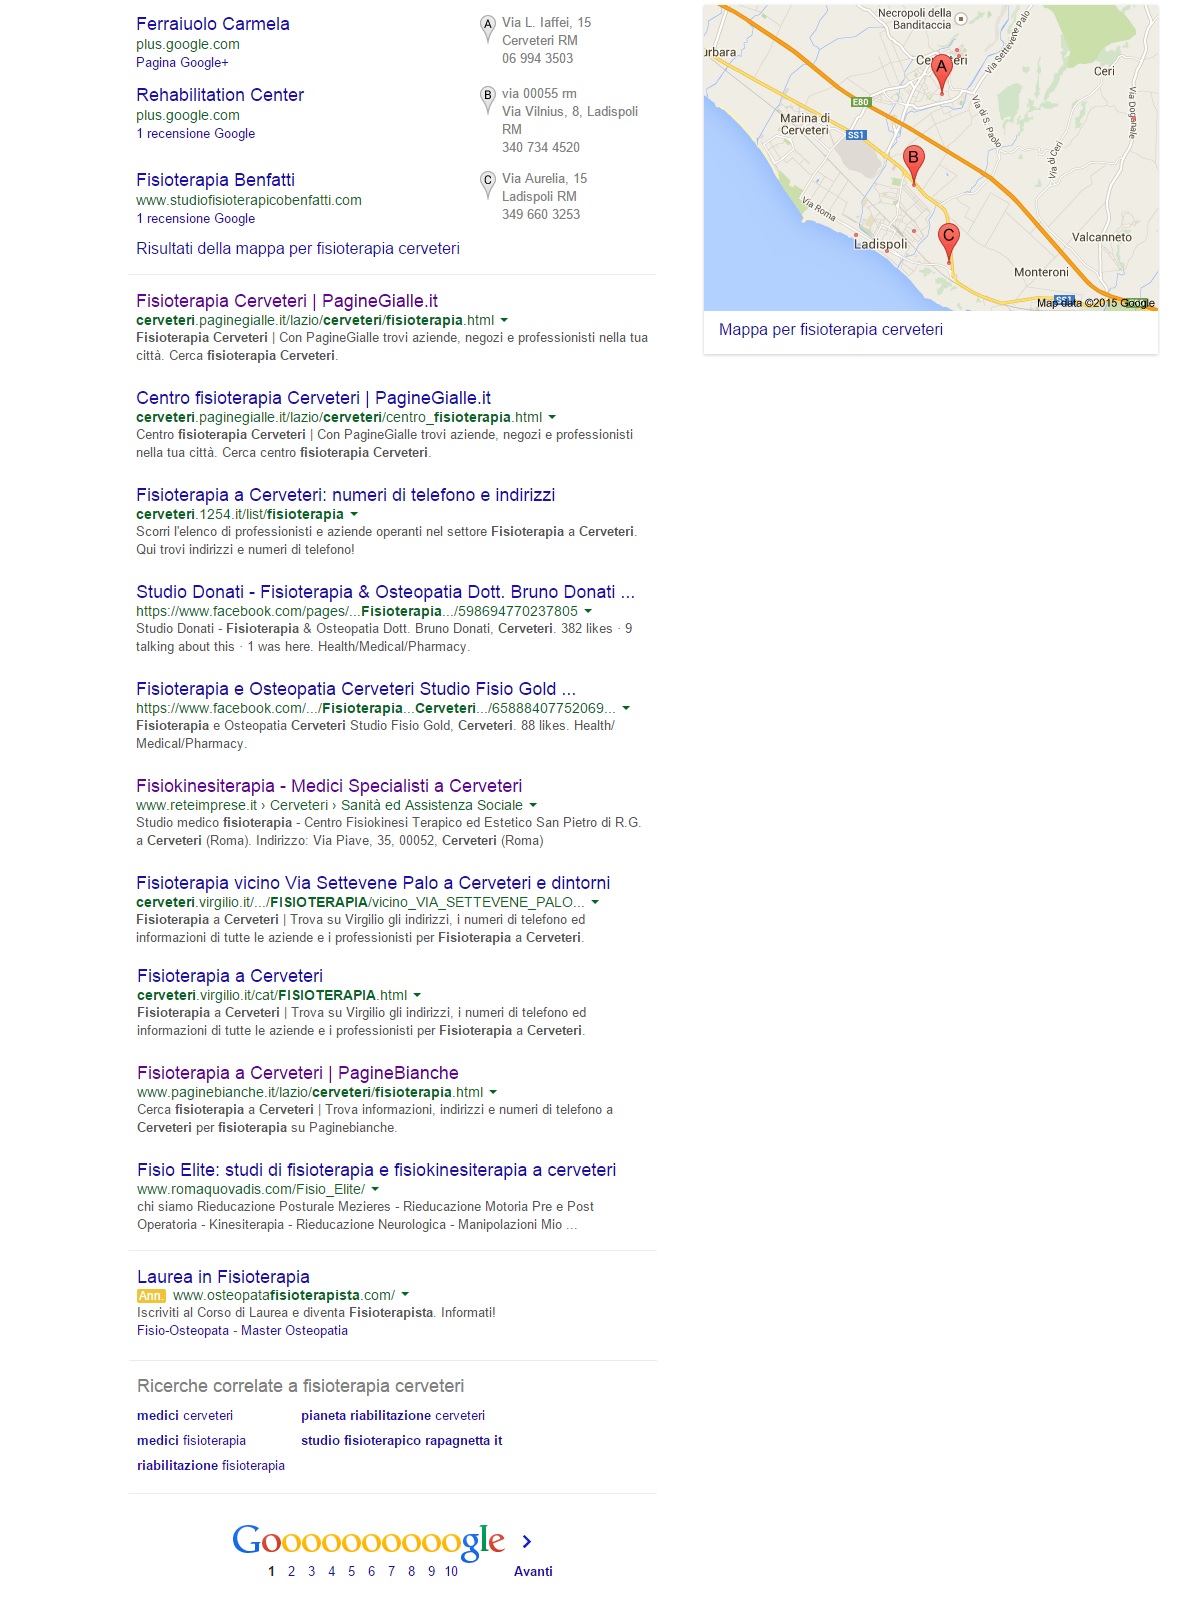 Ferraiuolo Carmela
plus.google.com
Pagina Google+
A
Via L. Iaffei, 15
Cerveteri RM
06 994 3503
Rehabilitation Center
plus.google.com
1 recensione Google
B
via 00055 rm
Via Vilnius, 8, Ladispoli
RM
340 734 4520
Fisioterapia Benfatti
www.studiofisioterapicobenfatti.com
1 recensione Google
C
Via Aurelia, 15
Ladispoli RM
349 660 3253
Risultati della mappa per fisioterapia cerveteri
Fisioterapia Cerveteri | PagineGialle.it
cerveteri.paginegialle.it/lazio/cerveteri/fisioterapia.html
Fisioterapia Cerveteri | Con PagineGialle trovi aziende, negozi e professionisti nella tua
città. Cerca fisioterapia Cerveteri.
Centro fisioterapia Cerveteri | PagineGialle.it
cerveteri.paginegialle.it/lazio/cerveteri/centro_fisioterapia.html
Centro fisioterapia Cerveteri | Con PagineGialle trovi aziende, negozi e professionisti
nella tua città. Cerca centro fisioterapia Cerveteri.
Fisioterapia a Cerveteri: numeri di telefono e indirizzi
cerveteri.1254.it/list/fisioterapia
Scorri l'elenco di professionisti e aziende operanti nel settore Fisioterapia a Cerveteri.
Qui trovi indirizzi e numeri di telefono!
Studio Donati - Fisioterapia & Osteopatia Dott. Bruno Donati ...
https://www.facebook.com/pages/...Fisioterapia.../598694770237805
Studio Donati - Fisioterapia & Osteopatia Dott. Bruno Donati, Cerveteri. 382 likes · 9
talking about this · 1 was here. Health/Medical/Pharmacy.
Fisioterapia e Osteopatia Cerveteri Studio Fisio Gold ...
https://www.facebook.com/.../Fisioterapia...Cerveteri.../65888407752069...
Fisioterapia e Osteopatia Cerveteri Studio Fisio Gold, Cerveteri. 88 likes. Health/
Medical/Pharmacy.
Fisiokinesiterapia - Medici Specialisti a Cerveteri
www.reteimprese.it › Cerveteri › Sanità ed Assistenza Sociale
Studio medico fisioterapia - Centro Fisiokinesi Terapico ed Estetico San Pietro di R.G.
a Cerveteri (Roma). Indirizzo: Via Piave, 35, 00052, Cerveteri (Roma)
Fisioterapia vicino Via Settevene Palo a Cerveteri e dintorni
cerveteri.virgilio.it/.../FISIOTERAPIA/vicino_VIA_SETTEVENE_PALO...
Fisioterapia a Cerveteri | Trova su Virgilio gli indirizzi, i numeri di telefono ed
informazioni di tutte le aziende e i professionisti per Fisioterapia a Cerveteri.
Fisioterapia a Cerveteri
cerveteri.virgilio.it/cat/FISIOTERAPIA.html
Fisioterapia a Cerveteri | Trova su Virgilio gli indirizzi, i numeri di telefono ed
informazioni di tutte le aziende e i professionisti per Fisioterapia a Cerveteri.
Fisioterapia a Cerveteri | PagineBianche
www.paginebianche.it/lazio/cerveteri/fisioterapia.html
Cerca fisioterapia a Cerveteri | Trova informazioni, indirizzi e numeri di telefono a
Cerveteri per fisioterapia su Paginebianche.
Fisio Elite: studi di fisioterapia e fisiokinesiterapia a cerveteri
www.romaquovadis.com/Fisio_Elite/
chi siamo Rieducazione Posturale Mezieres - Rieducazione Motoria Pre e Post
Operatoria - Kinesiterapia - Rieducazione Neurologica - Manipolazioni Mio ...
Laurea in Fisioterapia
Ann. www.osteopatafisioterapista.com/
Iscriviti al Corso di Laurea e diventa Fisioterapista. Informati!
Fisio-Osteopata - Master Osteopatia
Ricerche correlate a fisioterapia cerveteri
medici cerveteri
pianeta riabilitazione cerveteri
medici fisioterapia
studio fisioterapico rapagnetta it
riabilitazione fisioterapia
Goooooooooogle
1 2 3 4 5 6 7 8 9 10 Avanti
Necropoli della
Banditaccia
urbara
Cerveteri
A
Via Settevene Palo
Ceri
E80
Via Doganale
Marina di
Cerveteri
SS1
Via di S. Paolo
Via di Ceri
B
Via Roma
Ladispoli
C
Valcanneto
Monteroni
SS1
Map data ©2015 Google
Mappa per fisioterapia cerveteri